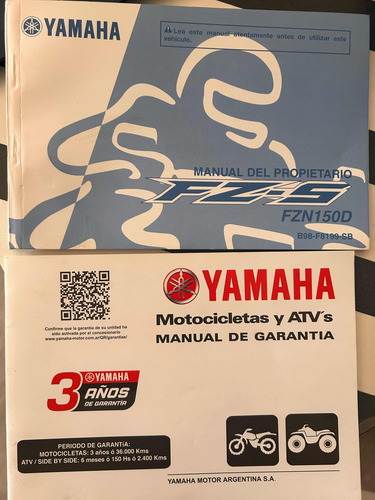 YAMAHA
Lea este manual atentamente antes de utilizar este
vehículo.
MANUAL DEL PROPIETARIO
FZ-S
FZN150D
B98-F8199-SB
YAMAHA
Motocicletas y ATV´s
MANUAL DE GARANTIA
Confirme que la garantía de su unidad ha
sido activada por el concesionario
www.yamaha-motor.com.ar/QR/garantias/
YAMAHA
3 AÑOS
DE GARANTÍA
PERIODO DE GARANTíA:
MOTOCICLETAS: 3 años ó 36.000 Kms
ATV / SIDE BY SIDE: 6 meses ó 150 Hs ó 2.400 Kms
YAMAHA MOTOR ARGENTINA S.A.